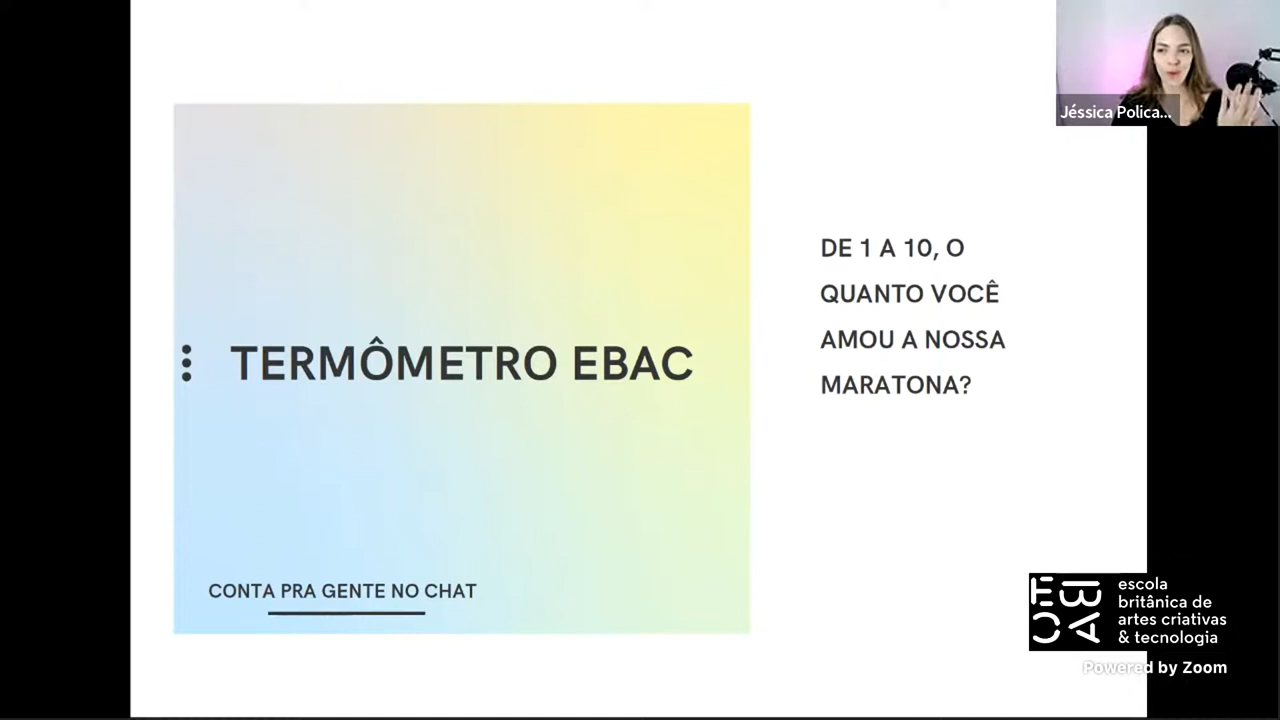 Jéssica Polica...
DE 1 A 10, O
QUANTO VOCÊ
AMOU A NOSSA
MARATONA?
TERMÔMETRO EBAC
CONTA PRA GENTE NO CHAT
EBAC
escola
britânica de
artes criativas
& tecnologia
Powered by Zoom